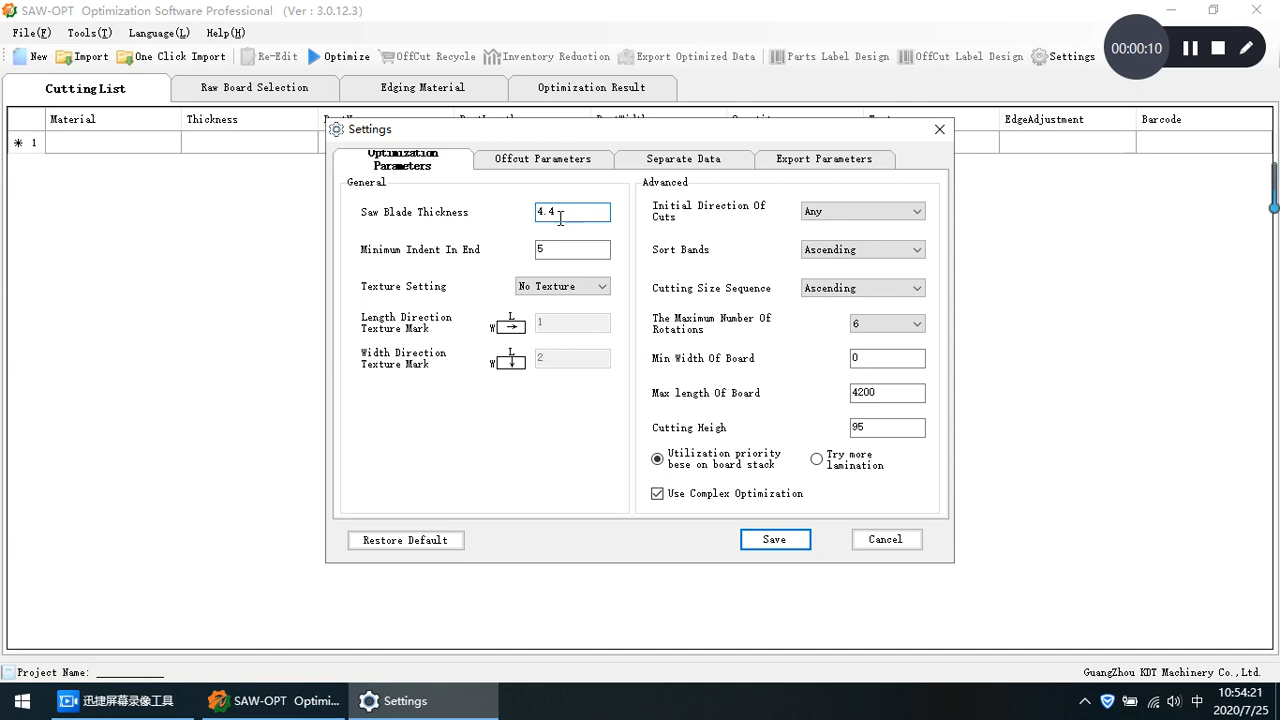 SAW-OPT Optimization Software Professional (Ver : 3.0.12.3)
File(F) Tools(T) Language(L) Help(H)
00:00:10
New Import One Click Import Re-Edit Optimize OffCut Recycle Inventory Reduction Export Optimized Data Parts Label Design OffCut Label Design Settings
CuttingList Raw Board Selection Edging Material Optimization Result
Material Thickness EdgeAdjustment Barcode
* 1
Settings
Optimization Parameters
Offcut Parameters Separate Data Export Parameters
General
Saw Blade Thickness 4.4
Minimum Indent In End 5
Texture Setting No Texture
Length Direction
Texture Mark
L
W
1
Width Direction
Texture Mark
L
W
2
Advanced
Initial Direction Of
Cuts
Any
Sort Bands Ascending
Cutting Size Sequence Ascending
The Maximum Number Of
Rotations
6
Min Width Of Board 0
Max length Of Board 4200
Cutting Heigh 95
Utilization priority
bese on board stack
Try more
lamination
Use Complex Optimization
Restore Default Save Cancel
Project Name:
GuangZhou KDT Machinery Co.,Ltd.
迅捷屏幕录像工具 SAW-OPT Optimi... Settings 中
10:54:21
2020/7/25